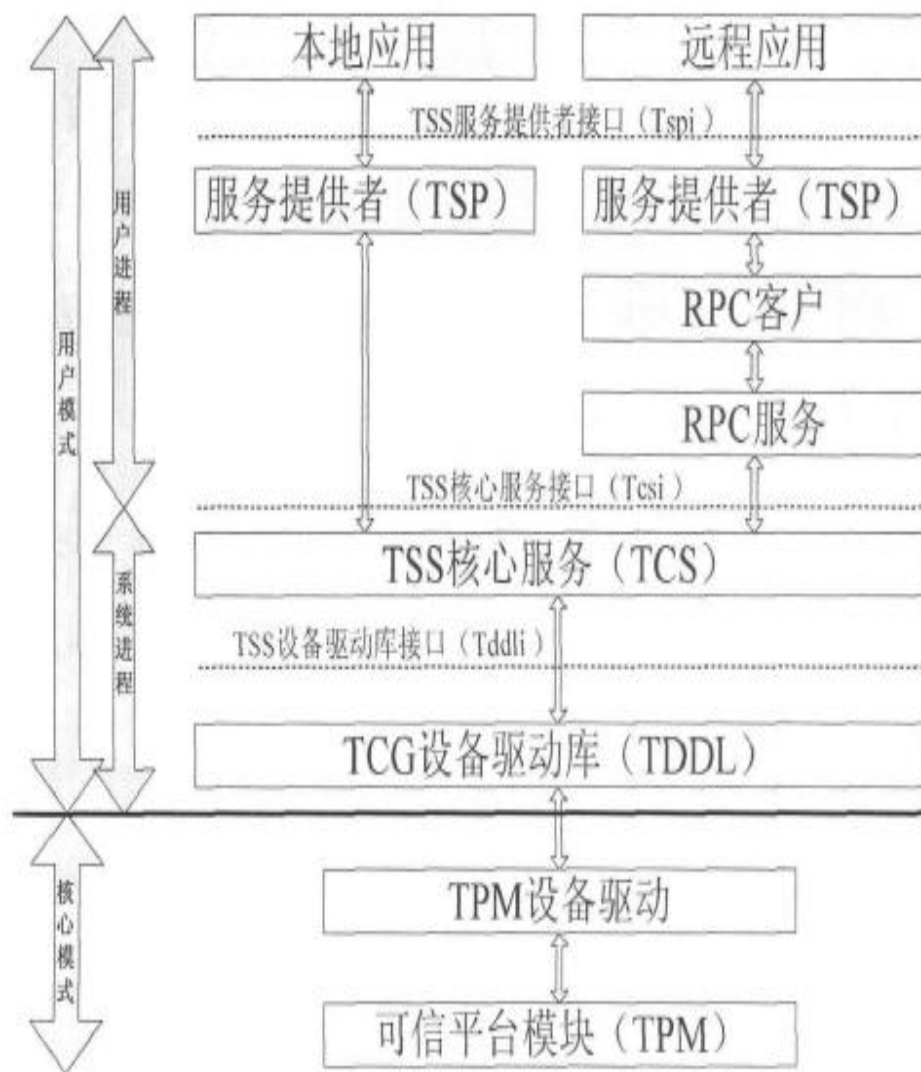 本地应用
远程应用
TSS服务提供者接口（Tspi）
服务提供者（TSP）
服务提供者（TSP）
RPC客户
RPC服务
TSS核心服务接口（Tcsi）
TSS核心服务（TCS）
TSS设备驱动库接口（Tddli）
TCG设备驱动库（TDDL）
TPM设备驱动
可信平台模块（TPM）
用户模式
用户进程
系统进程
核心模式